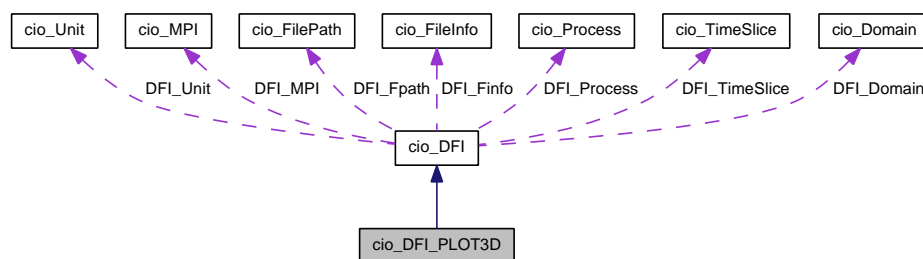 cio_Unit cio_MPI cio_FilePath cio_FileInfo cio_Process cio_TimeSlice cio_Domain
DFI_Unit DFI_MPI DFI_Fpath DFI_Finfo DFI_Process DFI_TimeSlice DFI_Domain
cio_DFI
cio_DFI_PLOT3D